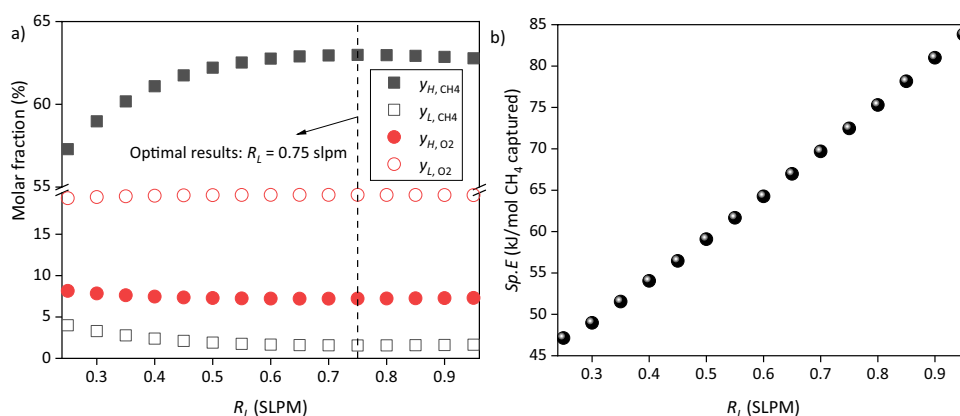 a)
Molar fraction (%)
65
60
55
15
10
5
0
y_H, CH4
y_L, CH4
y_H, O2
y_L, O2
Optimal results: R_L = 0.75 slpm
0.3 0.4 0.5 0.6 0.7 0.8 0.9
R_L (SLPM)
b)
Sp.E (kJ/mol CH₄ captured)
85
80
75
70
65
60
55
50
45
0.3 0.4 0.5 0.6 0.7 0.8 0.9
R_L (SLPM)